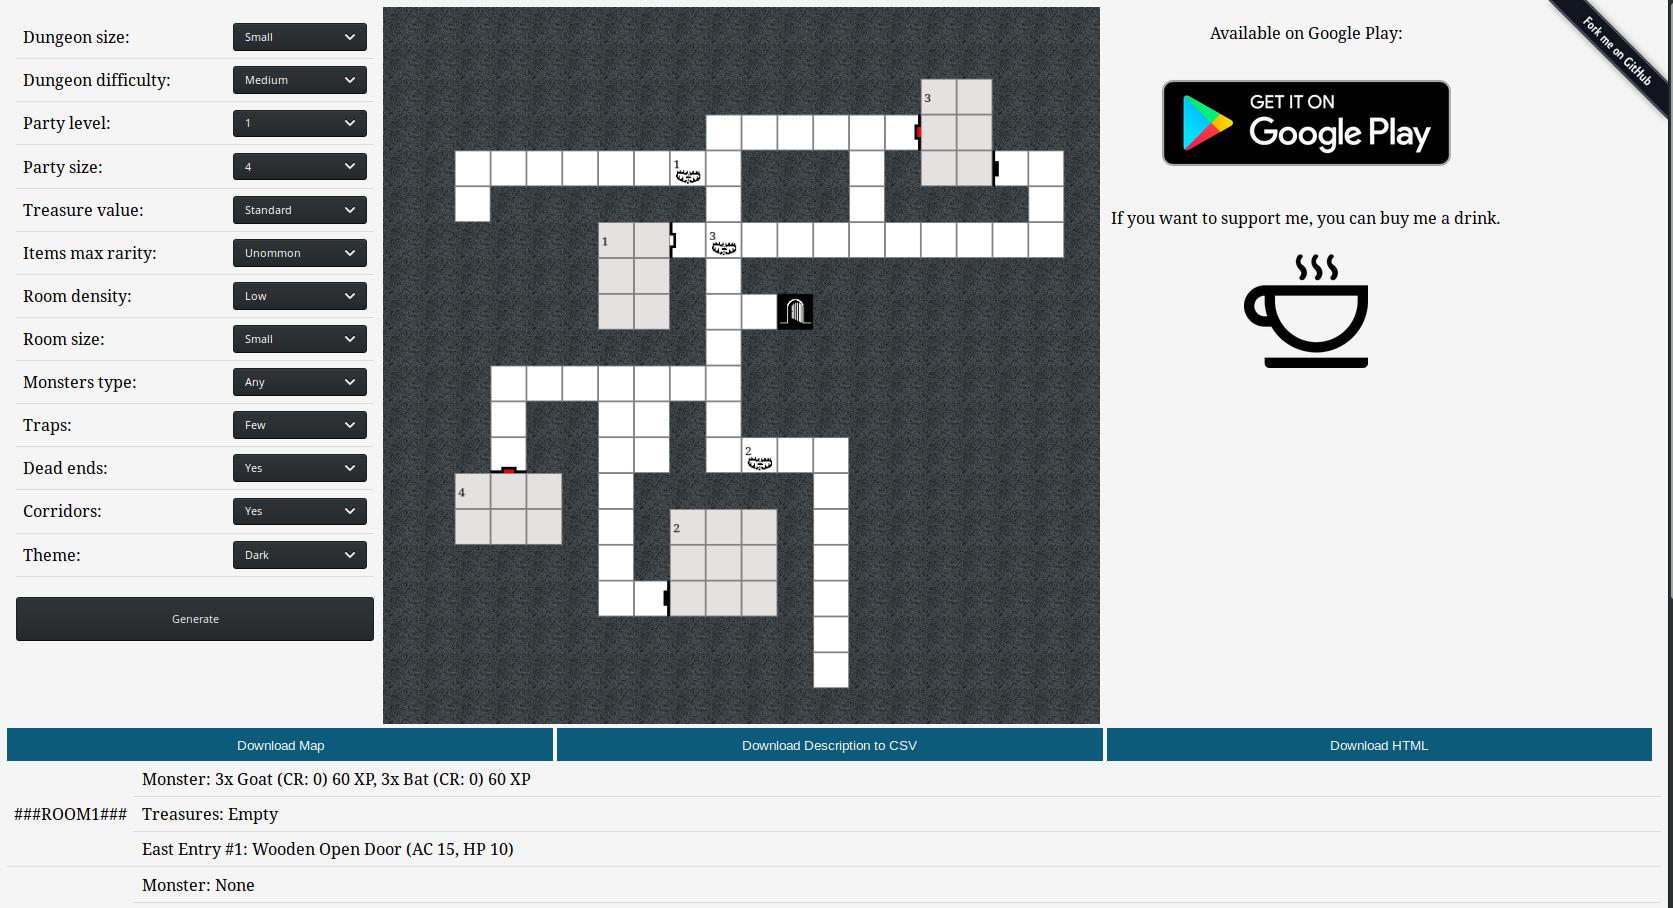 Dungeon size: Small
Dungeon difficulty: Medium
Party level: 1
Party size: 4
Treasure value: Standard
Items max rarity: Unommon
Room density: Low
Room size: Small
Monsters type: Any
Traps: Few
Dead ends: Yes
Corridors: Yes
Theme: Dark
Generate
3
1
1
3
2
4
2
Available on Google Play:
GET IT ON
Google Play
If you want to support me, you can buy me a drink.
Fork me on GitHub
Download Map
Download Description to CSV
Download HTML
###ROOM1###
Monster: 3x Goat (CR: 0) 60 XP, 3x Bat (CR: 0) 60 XP
Treasures: Empty
East Entry #1: Wooden Open Door (AC 15, HP 10)
Monster: None